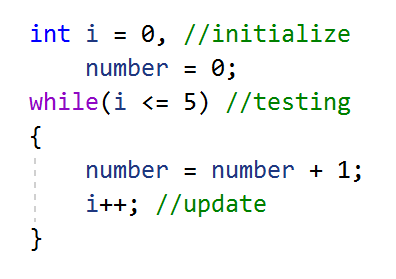 int i = 0, //initialize
    number = 0;
while(i <= 5) //testing
{
    number = number + 1;
    i++; //update
}